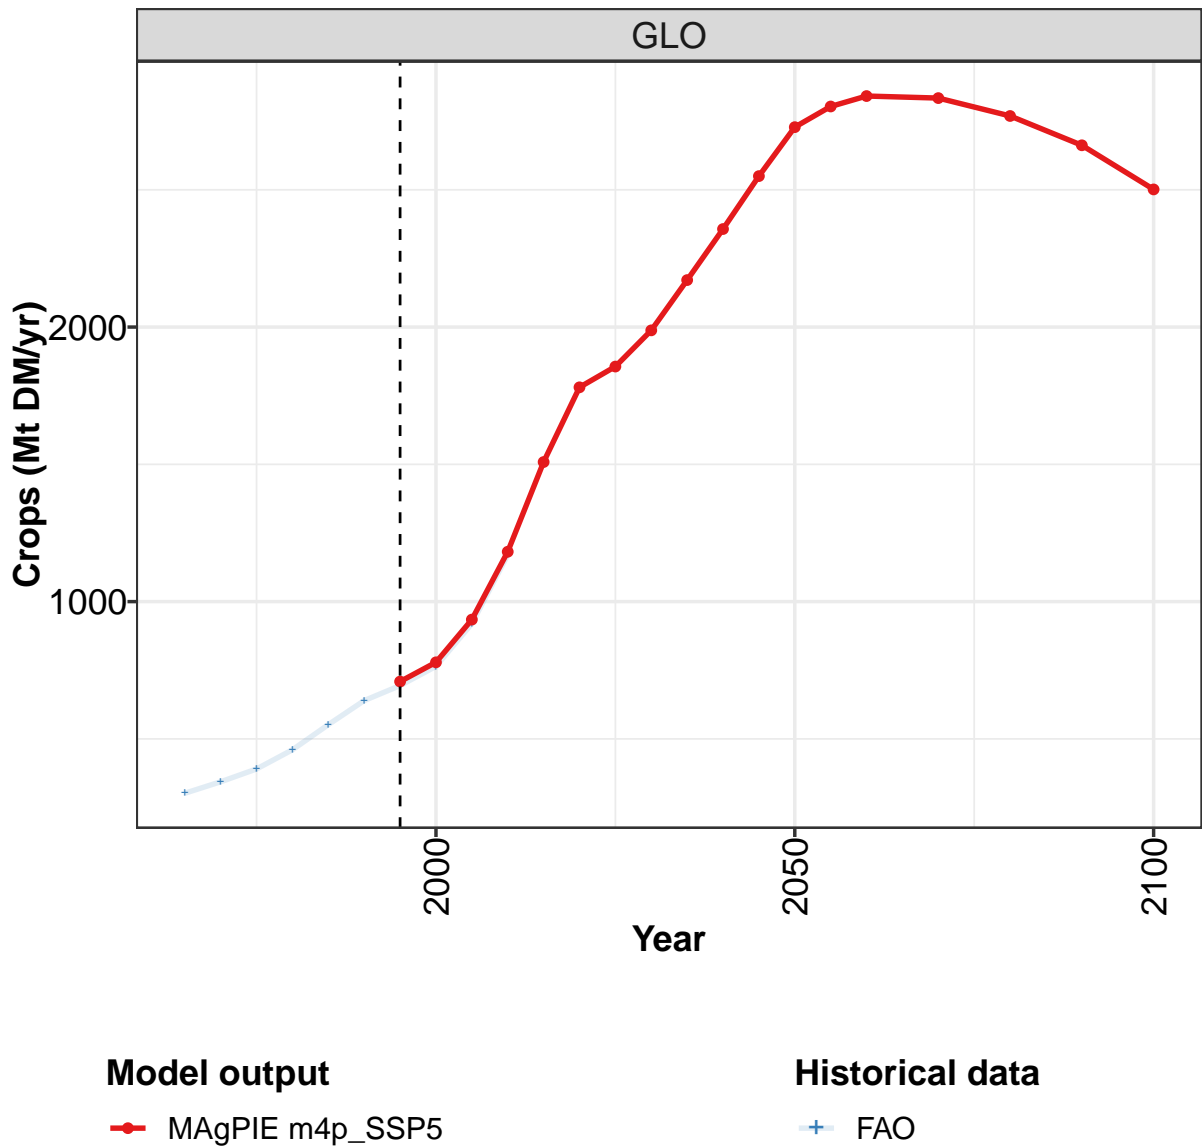 GLO
Crops (Mt DM/yr)
2000
1000
2000
2050
2100
Year
Model output
MAgPIE m4p_SSP5
Historical data
FAO